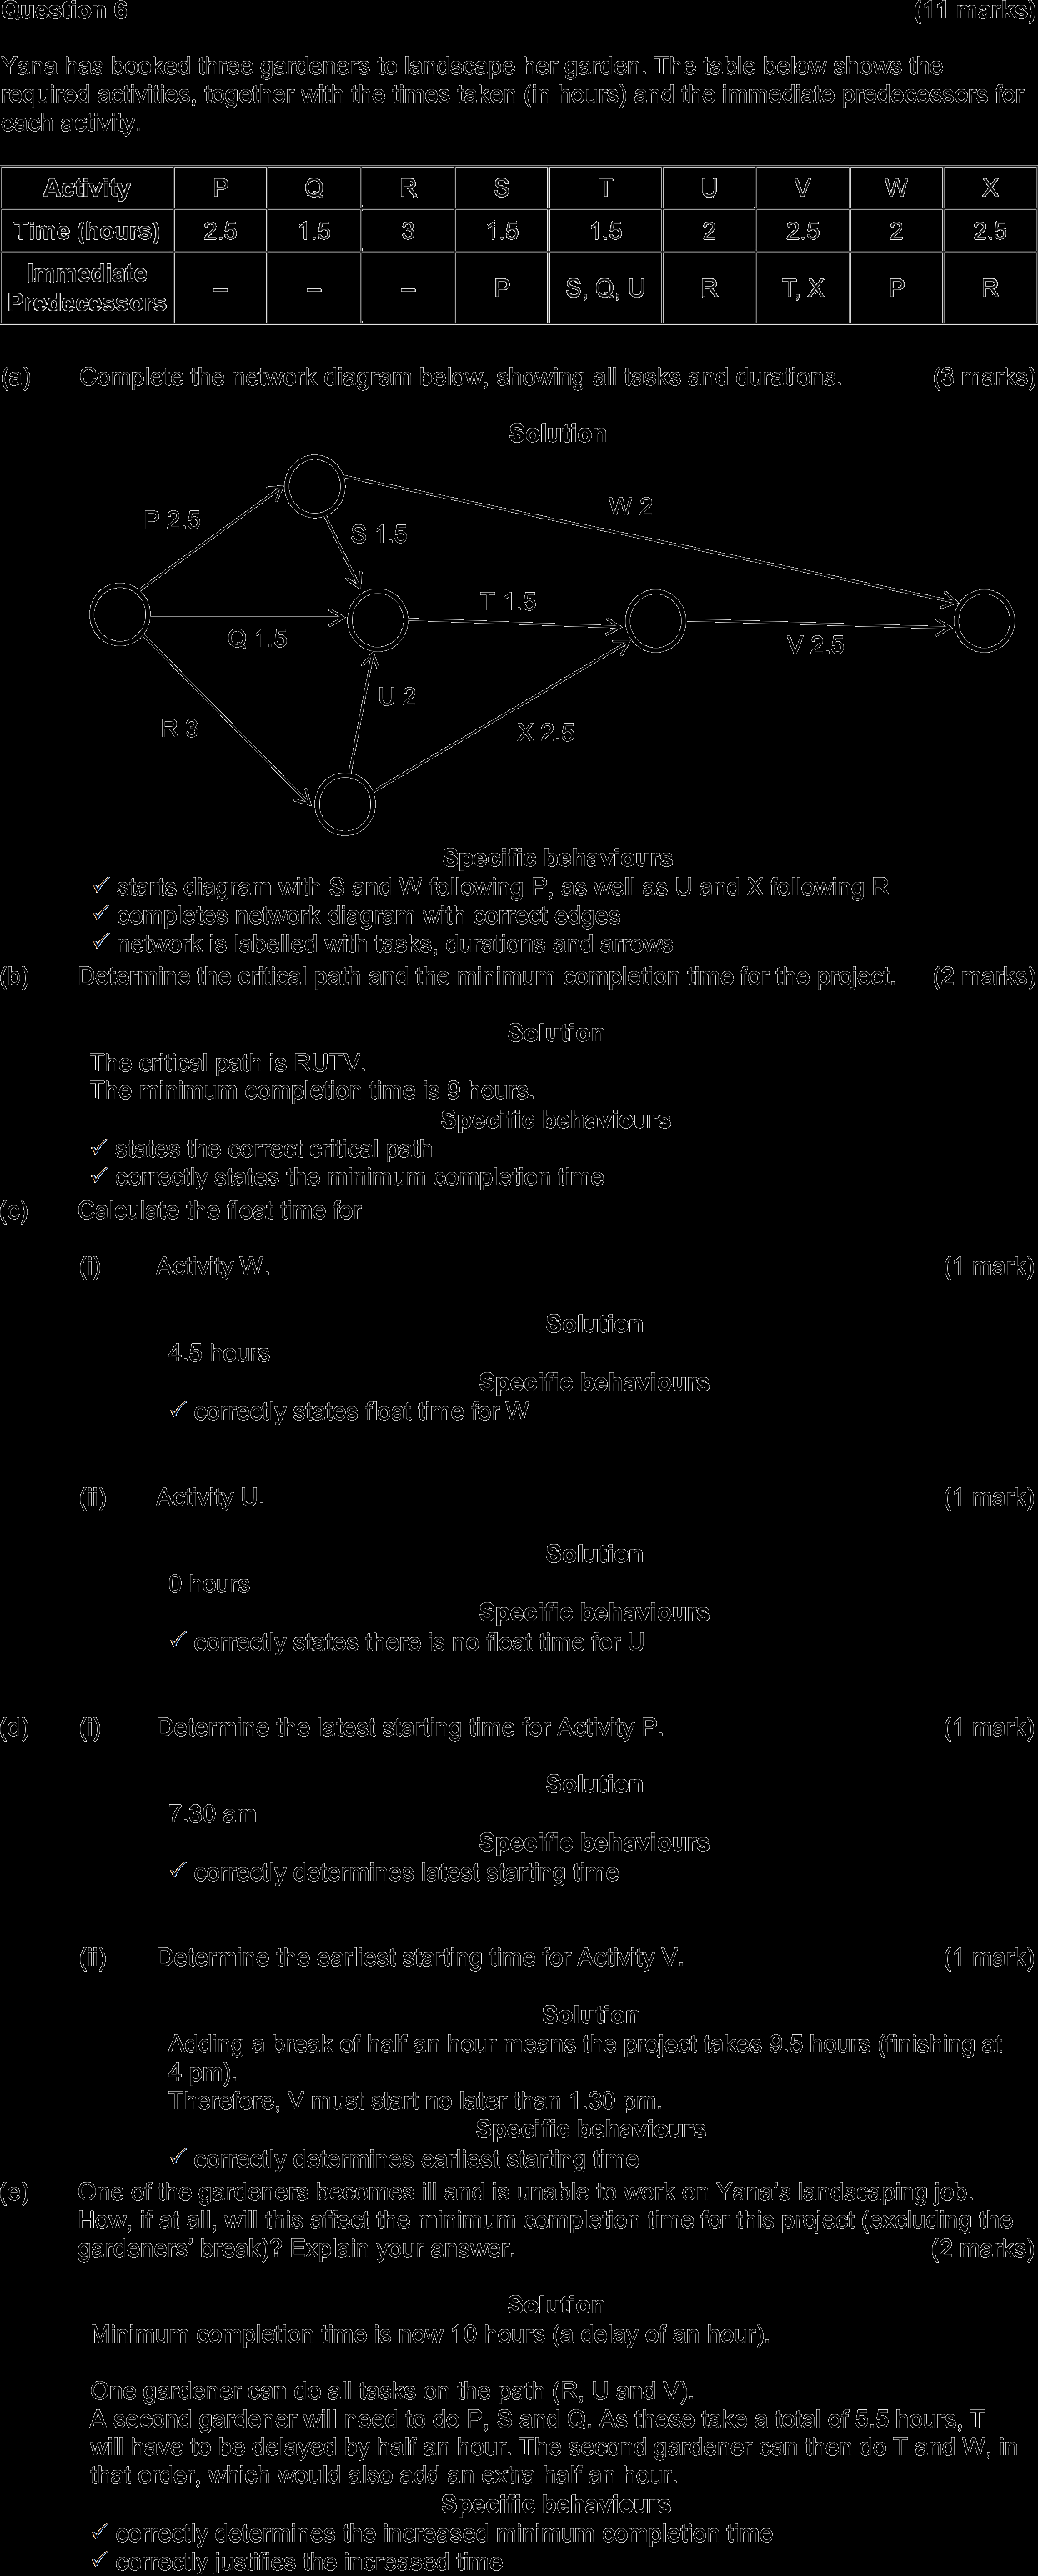 Question 6 (11 marks)
Yana has booked three gardeners to landscape her garden. The table below shows the
required activities, together with the times taken (in hours) and the immediate predecessors for
each activity.
Activity P Q R S T U V W X
Time (hours) 2.5 1.5 3 1.5 1.5 2 2.5 2 2.5
Immediate
Predecessors – – – P S, Q, U R T, X P R
(a) Complete the network diagram below, showing all tasks and durations. (3 marks)
Solution
W 2
P 2.5
S 1.5
T 1.5
Q 1.5
V 2.5
U 2
R 3
X 2.5
Specific behaviours
✓ starts diagram with S and W following P, as well as U and X following R
✓ completes network diagram with correct edges
✓ network is labelled with tasks, durations and arrows
(b) Determine the critical path and the minimum completion time for the project. (2 marks)
Solution
The critical path is RUTV.
The minimum completion time is 9 hours.
Specific behaviours
✓ states the correct critical path
✓ correctly states the minimum completion time
(c) Calculate the float time for
(i) Activity W. (1 mark)
Solution
4.5 hours
Specific behaviours
✓ correctly states float time for W
(ii) Activity U. (1 mark)
Solution
0 hours
Specific behaviours
✓ correctly states there is no float time for U
(d) (i) Determine the latest starting time for Activity P. (1 mark)
Solution
7.30 am
Specific behaviours
✓ correctly determines latest starting time
(ii) Determine the earliest starting time for Activity V. (1 mark)
Solution
Adding a break of half an hour means the project takes 9.5 hours (finishing at
4 pm).
Therefore, V must start no later than 1.30 pm.
Specific behaviours
✓ correctly determines earliest starting time
(e) One of the gardeners becomes ill and is unable to work on Yana's landscaping job.
How, if at all, will this affect the minimum completion time for this project (excluding the
gardeners' break)? Explain your answer. (2 marks)
Solution
Minimum completion time is now 10 hours (a delay of an hour).
One gardener can do all tasks on the path (R, U and V).
A second gardener will need to do P, S and Q. As these take a total of 5.5 hours, T
will have to be delayed by half an hour. The second gardener can then do T and W, in
that order, which would also add an extra half an hour.
Specific behaviours
✓ correctly determines the increased minimum completion time
✓ correctly justifies the increased time